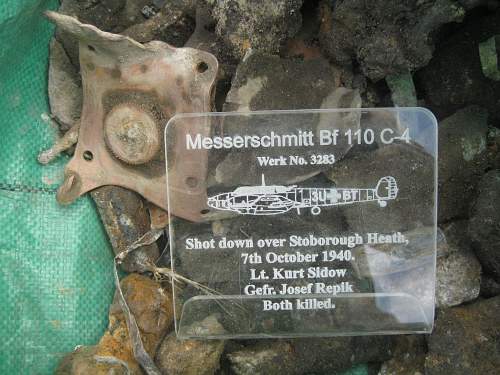 Messerschmitt Bf 110 C-4
Werk No. 3283
3U+BT
Shot down over Stoborough Heath,
7th October 1940.
Lt. Kurt Sidow
Gefr. Josef Repik
Both killed.